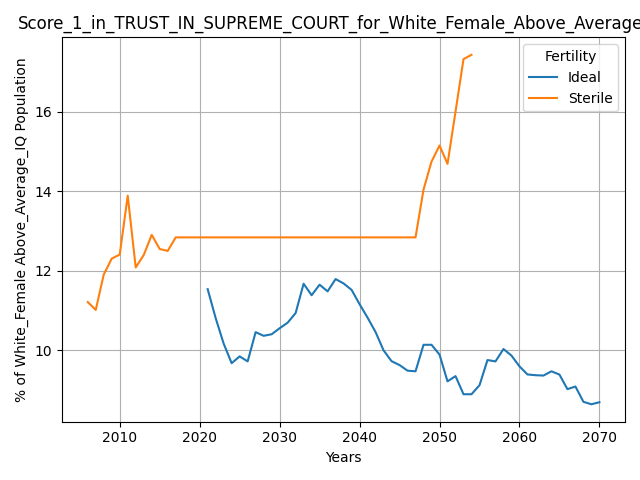 Score_1_in_TRUST_IN_SUPREME_COURT_for_White_Female_Above_Average
% of White_Female Above_Average_IQ Population
Fertility
Ideal
Sterile
16
14
12
10
2010 2020 2030 2040 2050 2060 2070
Years